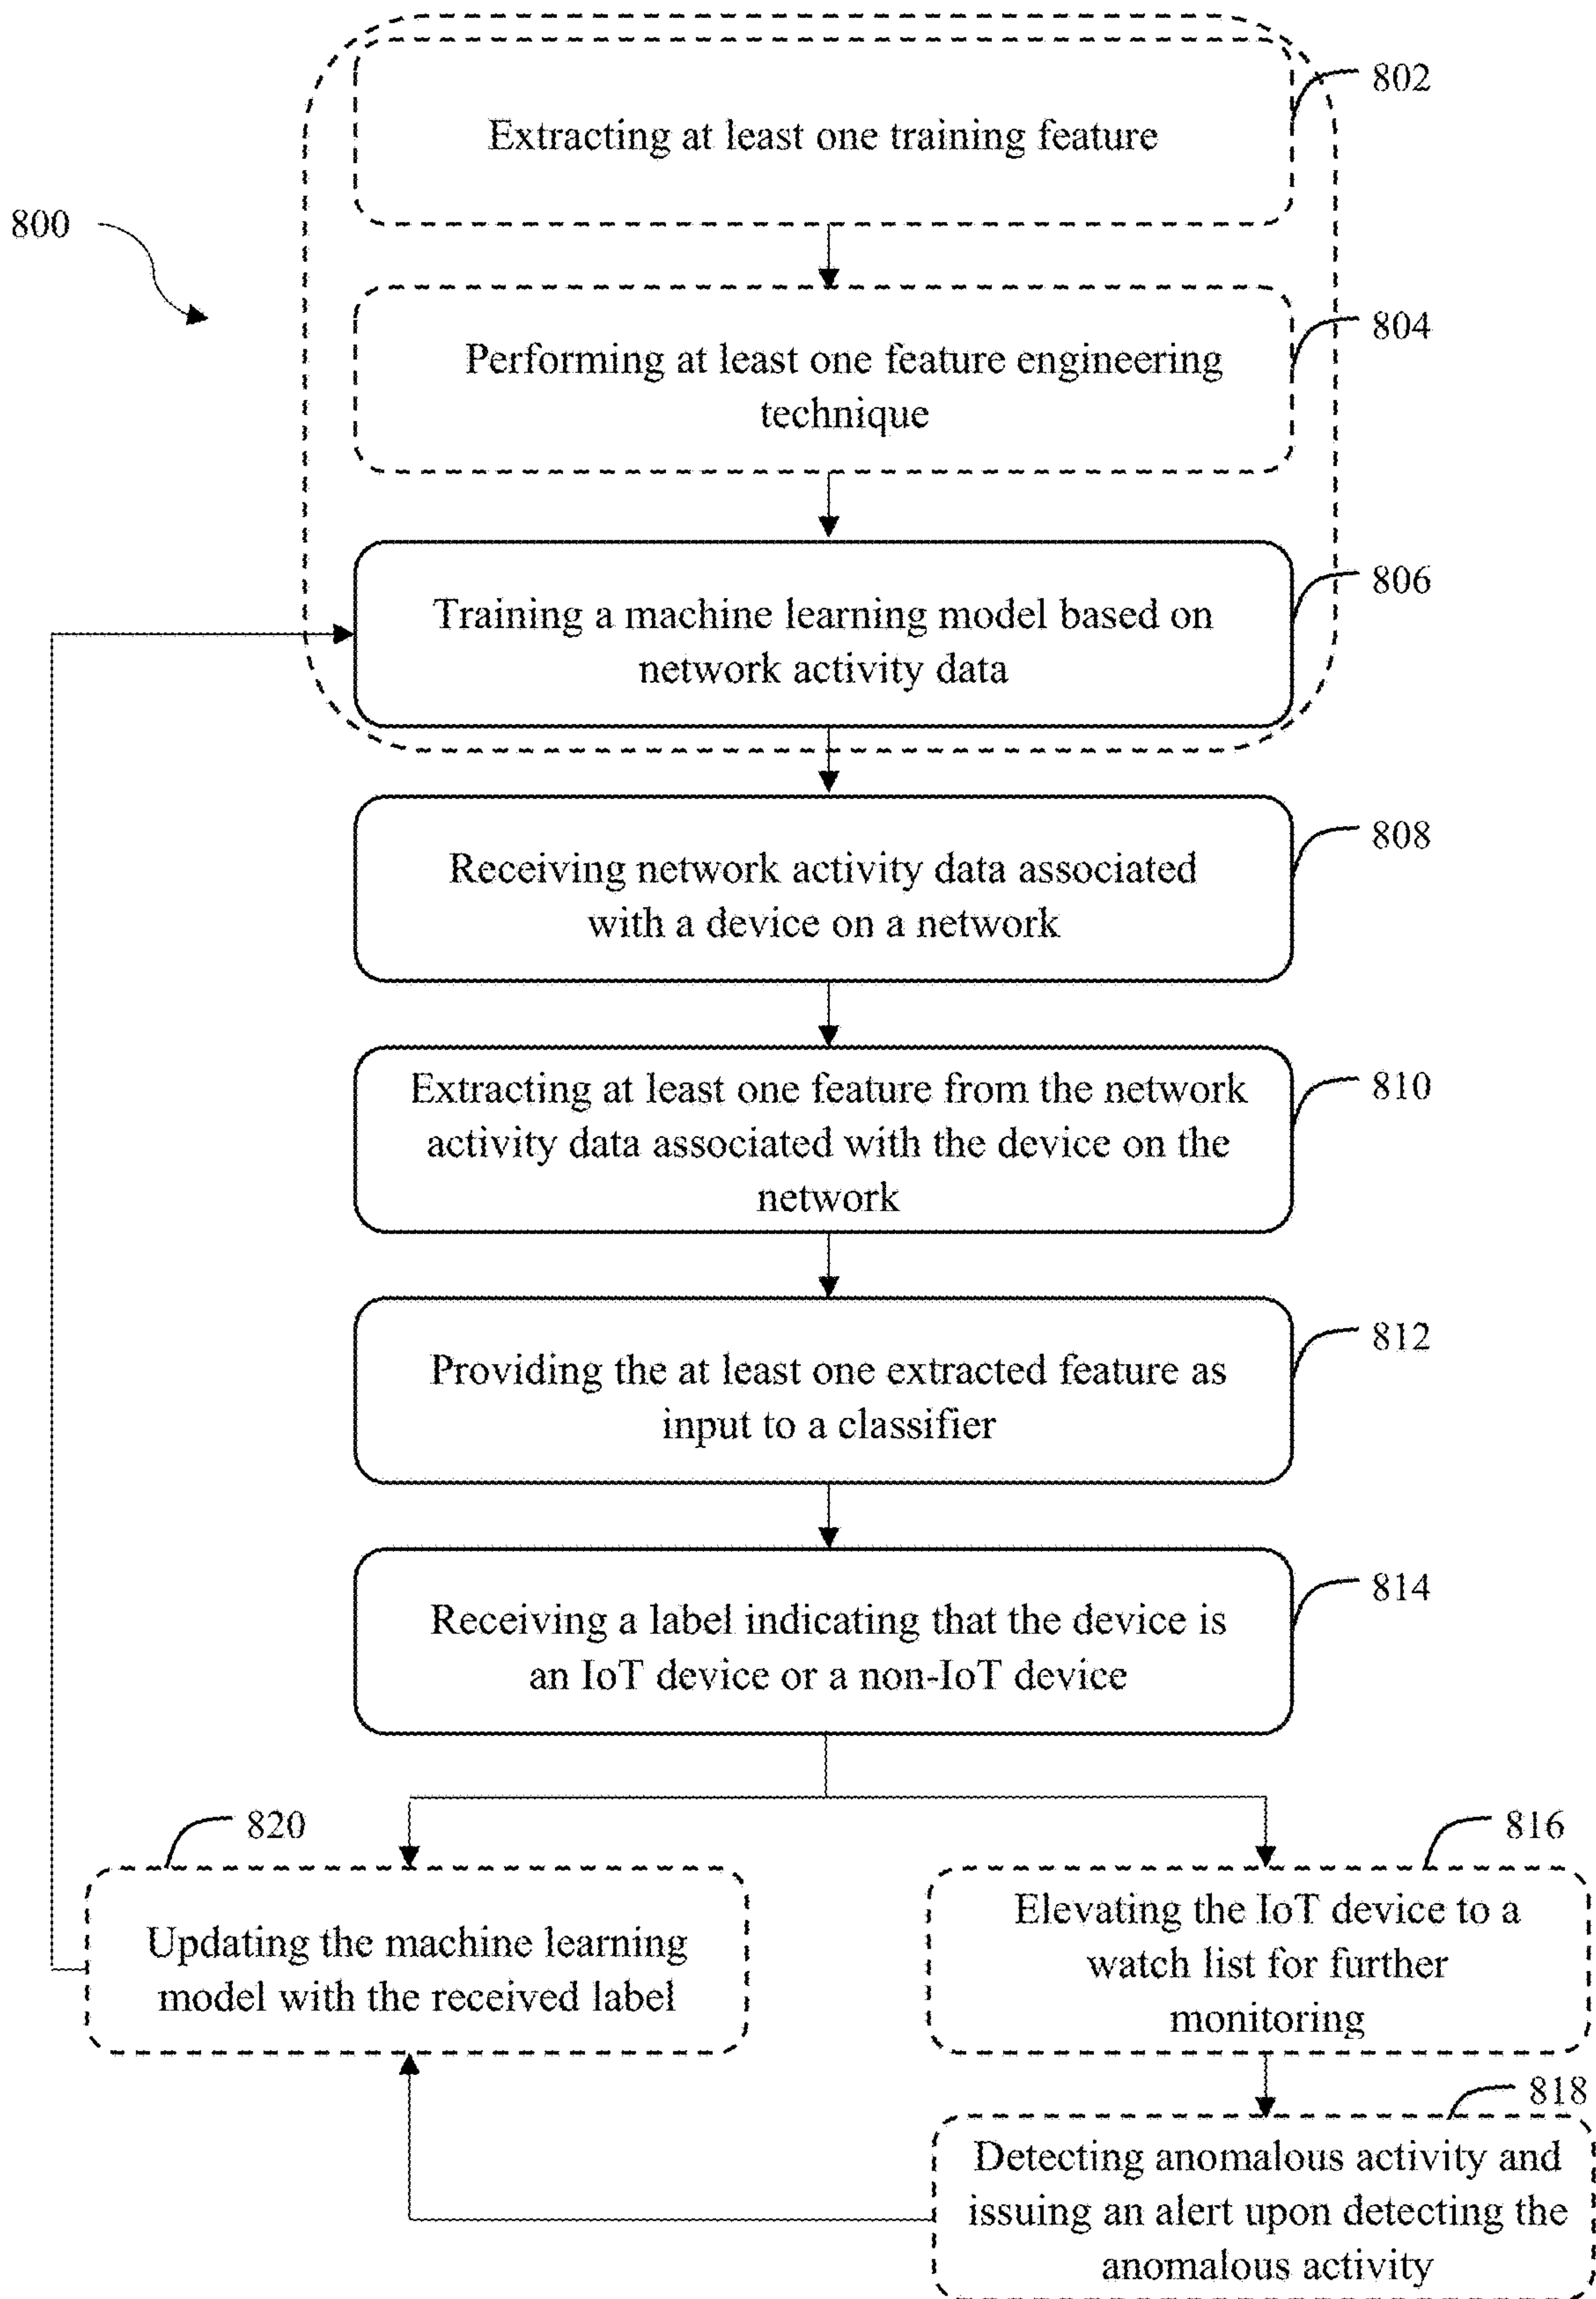 802
Extracting at least one training feature
800
804
Performing at least one feature engineering
technique
806
Training a machine learning model based on
network activity data
808
Receiving network activity data associated
with a device on a network
810
Extracting at least one feature from the network
activity data associated with the device on the
network
812
Providing the at least one extracted feature as
input to a classifier
814
Receiving a label indicating that the device is
an IoT device or a non-IoT device
820
Updating the machine learning
model with the received label
816
Elevating the IoT device to a
watch list for further
monitoring
818
Detecting anomalous activity and
issuing an alert upon detecting the
anomalous activity